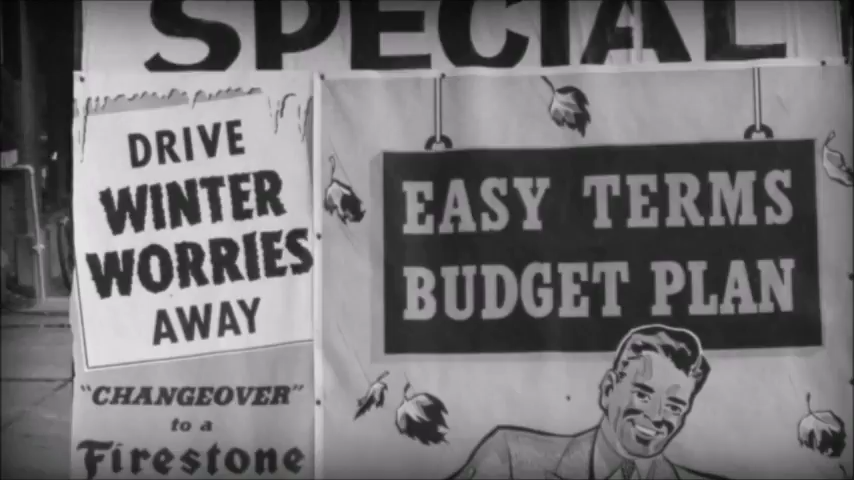 SPECIAL
DRIVE
WINTER
WORRIES
AWAY
"CHANGEOVER"
to a
Firestone
EASY TERMS
BUDGET PLAN